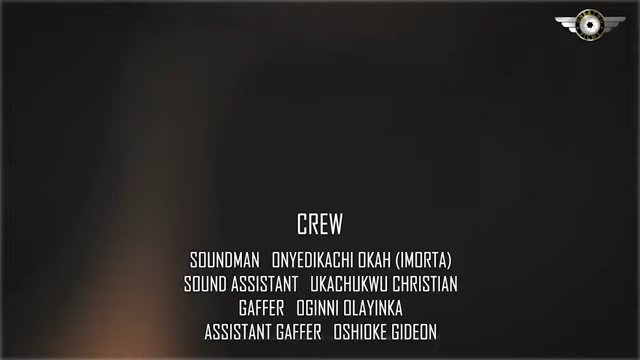 CREW
SOUNDMAN ONYEDIKACHI OKAH (IMORTA)
SOUND ASSISTANT UKACHUKWU CHRISTIAN
GAFFER OGINNI OLAYINKA
ASSISTANT GAFFER OSHIOKE GIDEON